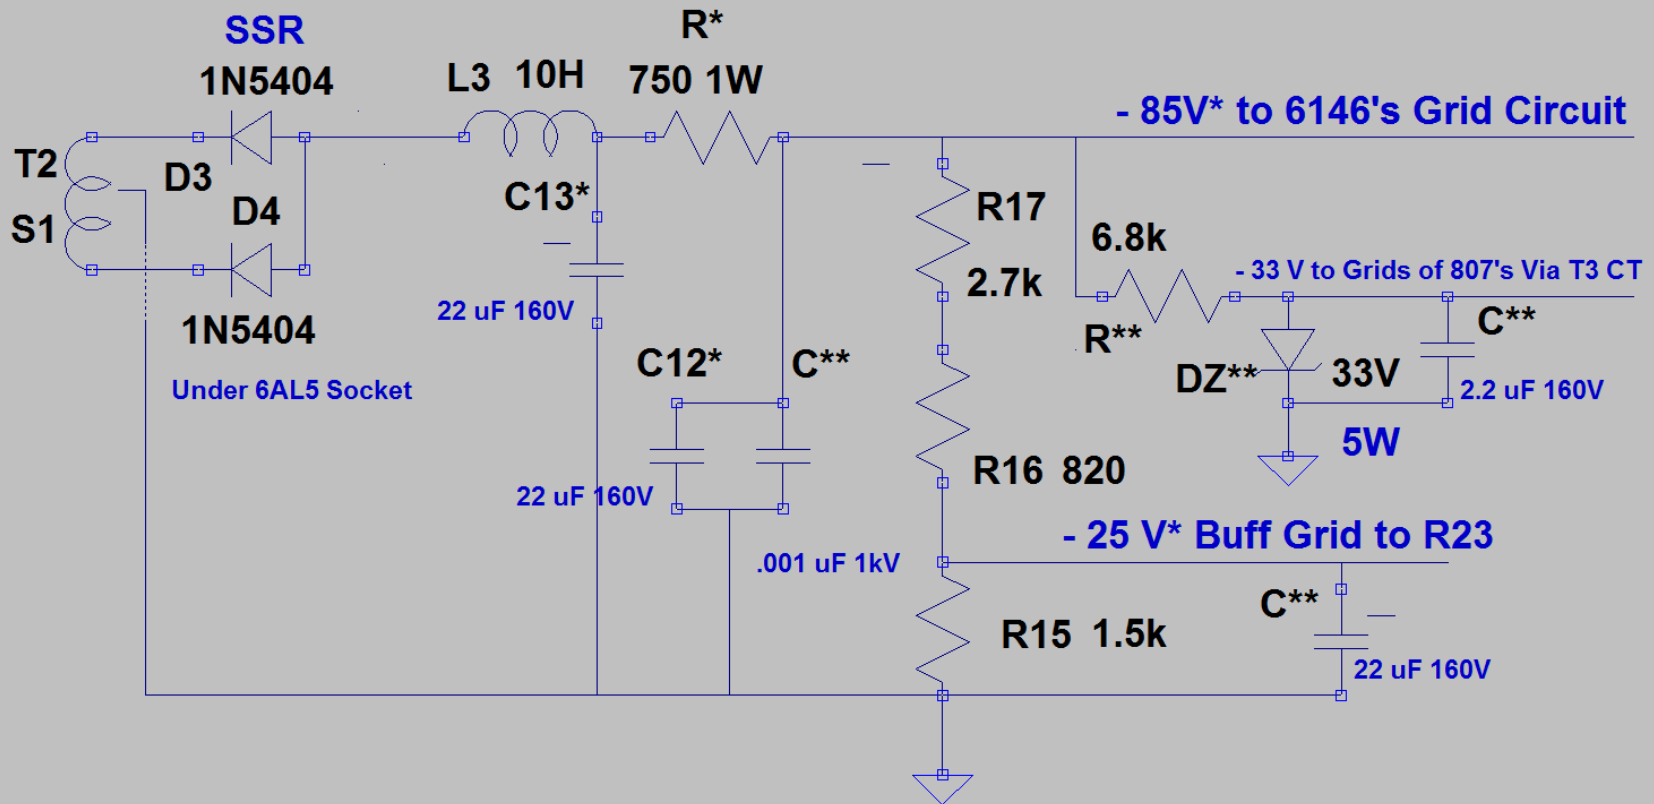 SSR
1N5404
L3 10H
R*
750 1W
- 85V* to 6146's Grid Circuit
T2
D3
S1
D4
C13*
R17
6.8k
2.7k
- 33 V to Grids of 807's Via T3 CT
22 uF 160V
1N5404
R**
C**
DZ**
33V
Under 6AL5 Socket
C12*
C**
2.2 uF 160V
5W
R16 820
22 uF 160V
- 25 V* Buff Grid to R23
.001 uF 1kV
C**
R15 1.5k
22 uF 160V